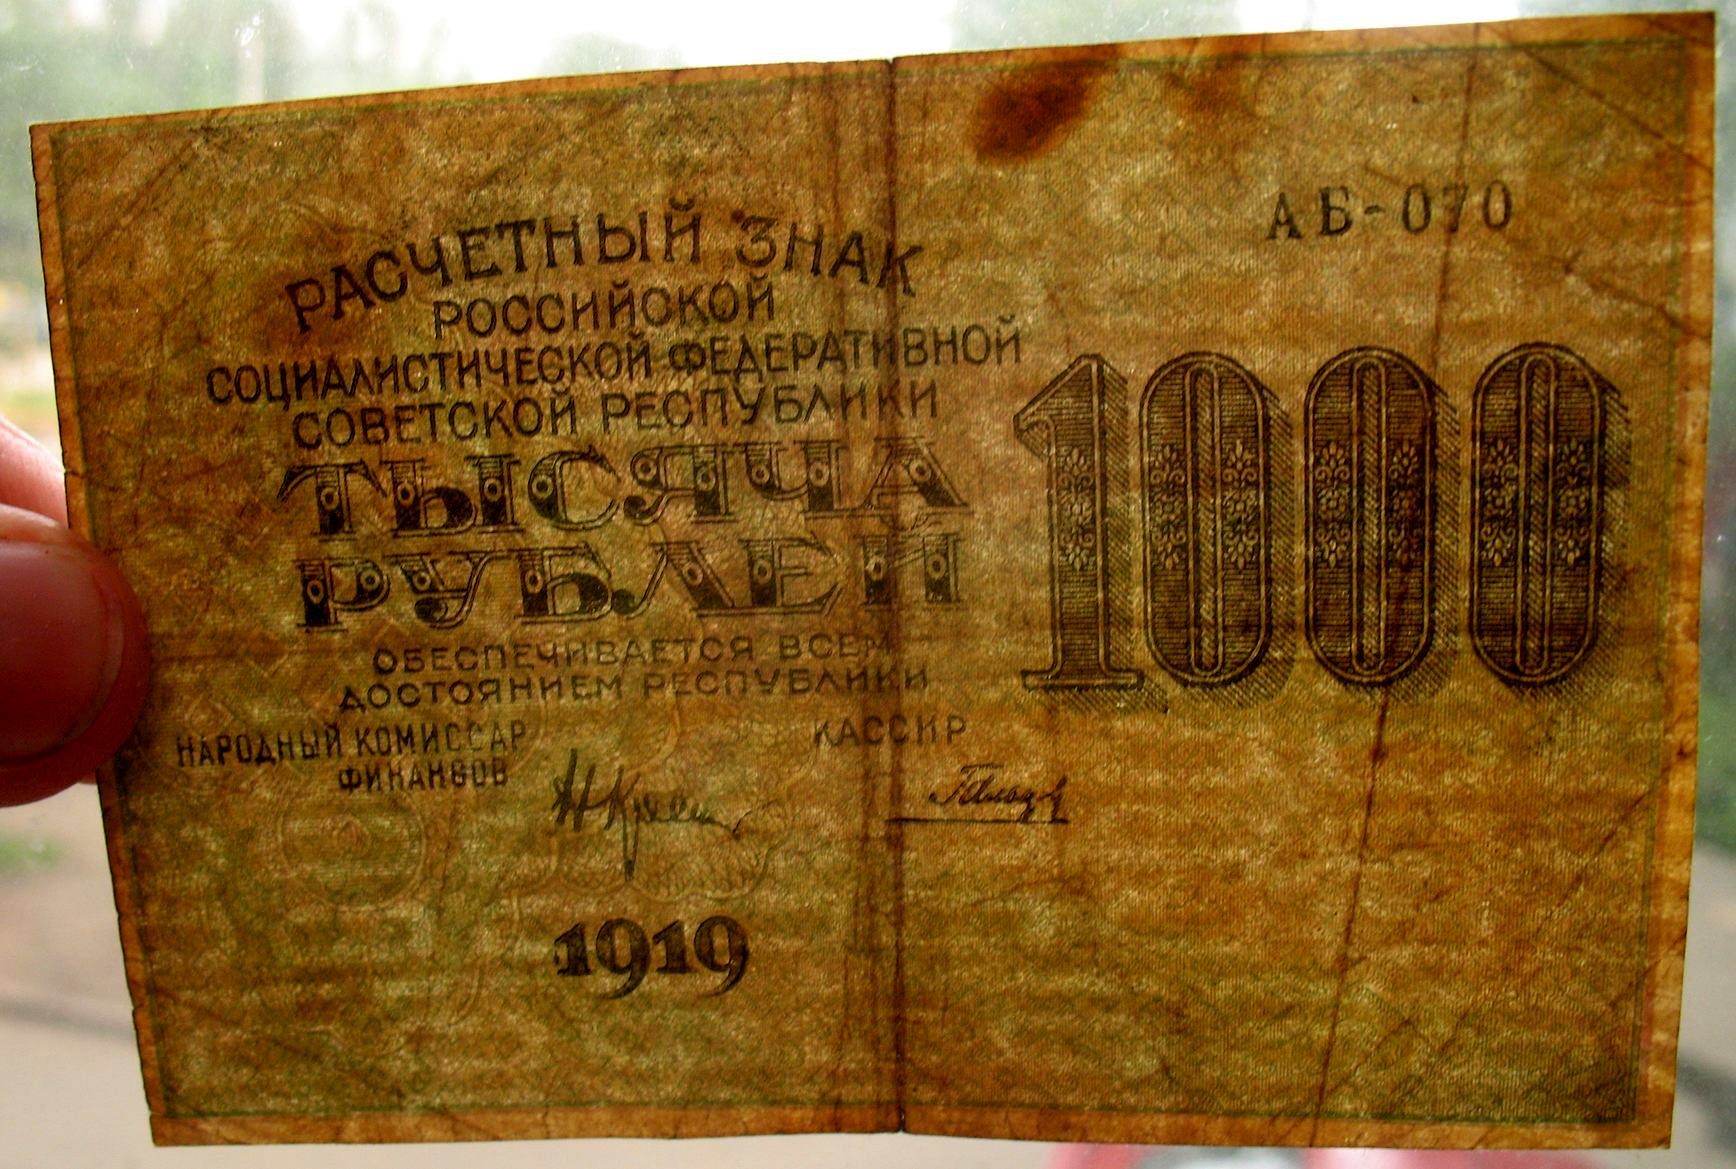 АБ-070
РАСЧЕТНЫЙ ЗНАК
РОССИЙСКОЙ
СОЦИАЛИСТИЧЕСКОЙ ФЕДЕРАТИВНОЙ
СОВЕТСКОЙ РЕСПУБЛИКИ
ТЫСЯЧА
РУБЛЕЙ
1000
ОБЕСПЕЧИВАЕТСЯ ВСЕМ
ДОСТОЯНИЕМ РЕСПУБЛИКИ
НАРОДНЫЙ КОМИССАР
ФИНАНСОВ
КАССИР
1919